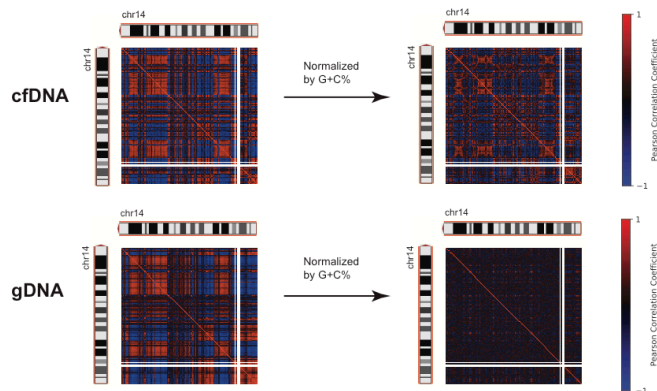 chr14
chr14
1
chr14
chr14
cfDNA
Normalized
by G+C%
Pearson Correlation Coefficient
−1
chr14
chr14
1
chr14
chr14
gDNA
Normalized
by G+C%
Pearson Correlation Coefficient
−1